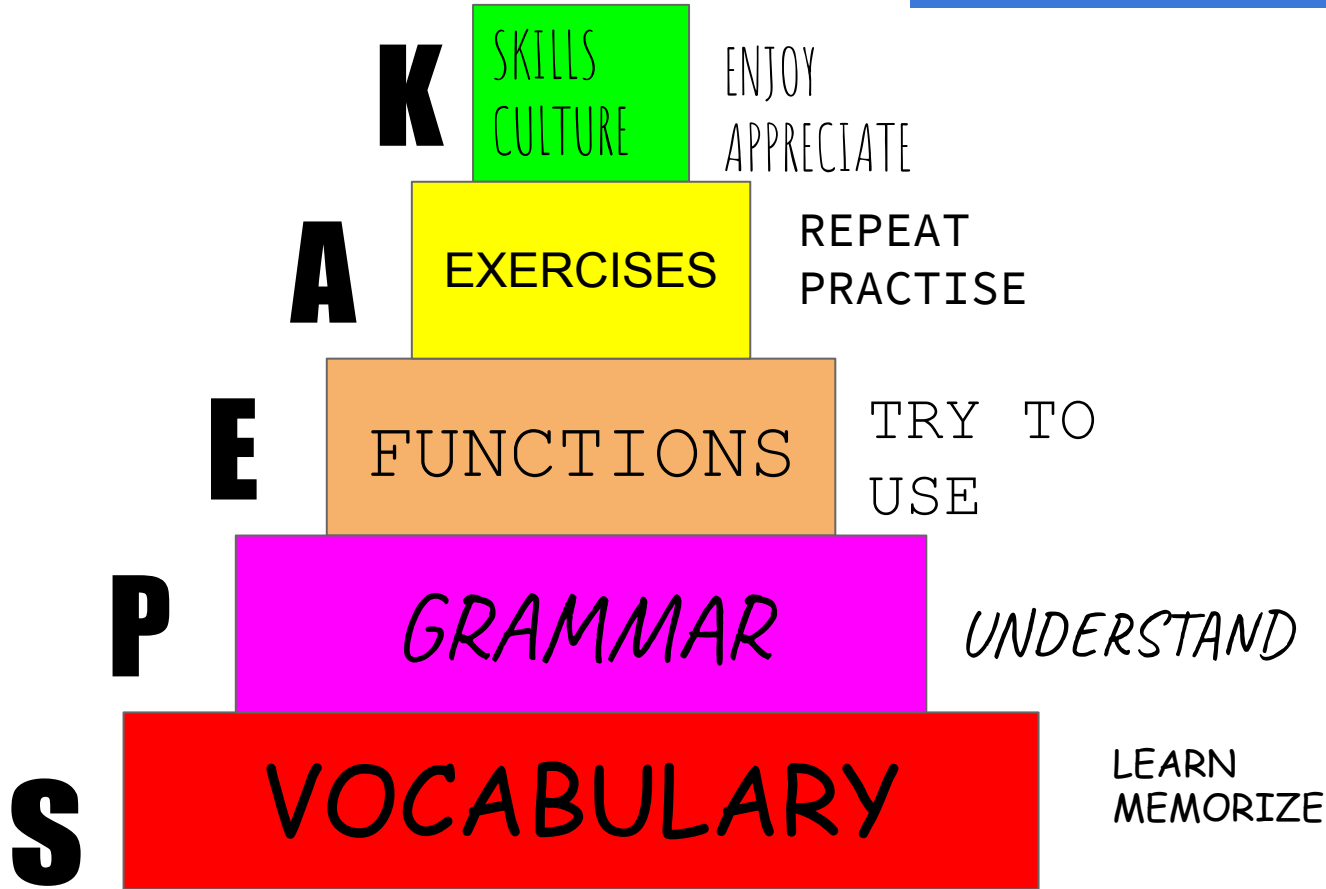 K
SKILLS
CULTURE
ENJOY
APPRECIATE
A
EXERCISES
REPEAT
PRACTISE
E
FUNCTIONS
TRY TO
USE
P
GRAMMAR
UNDERSTAND
S
VOCABULARY
LEARN
MEMORIZE